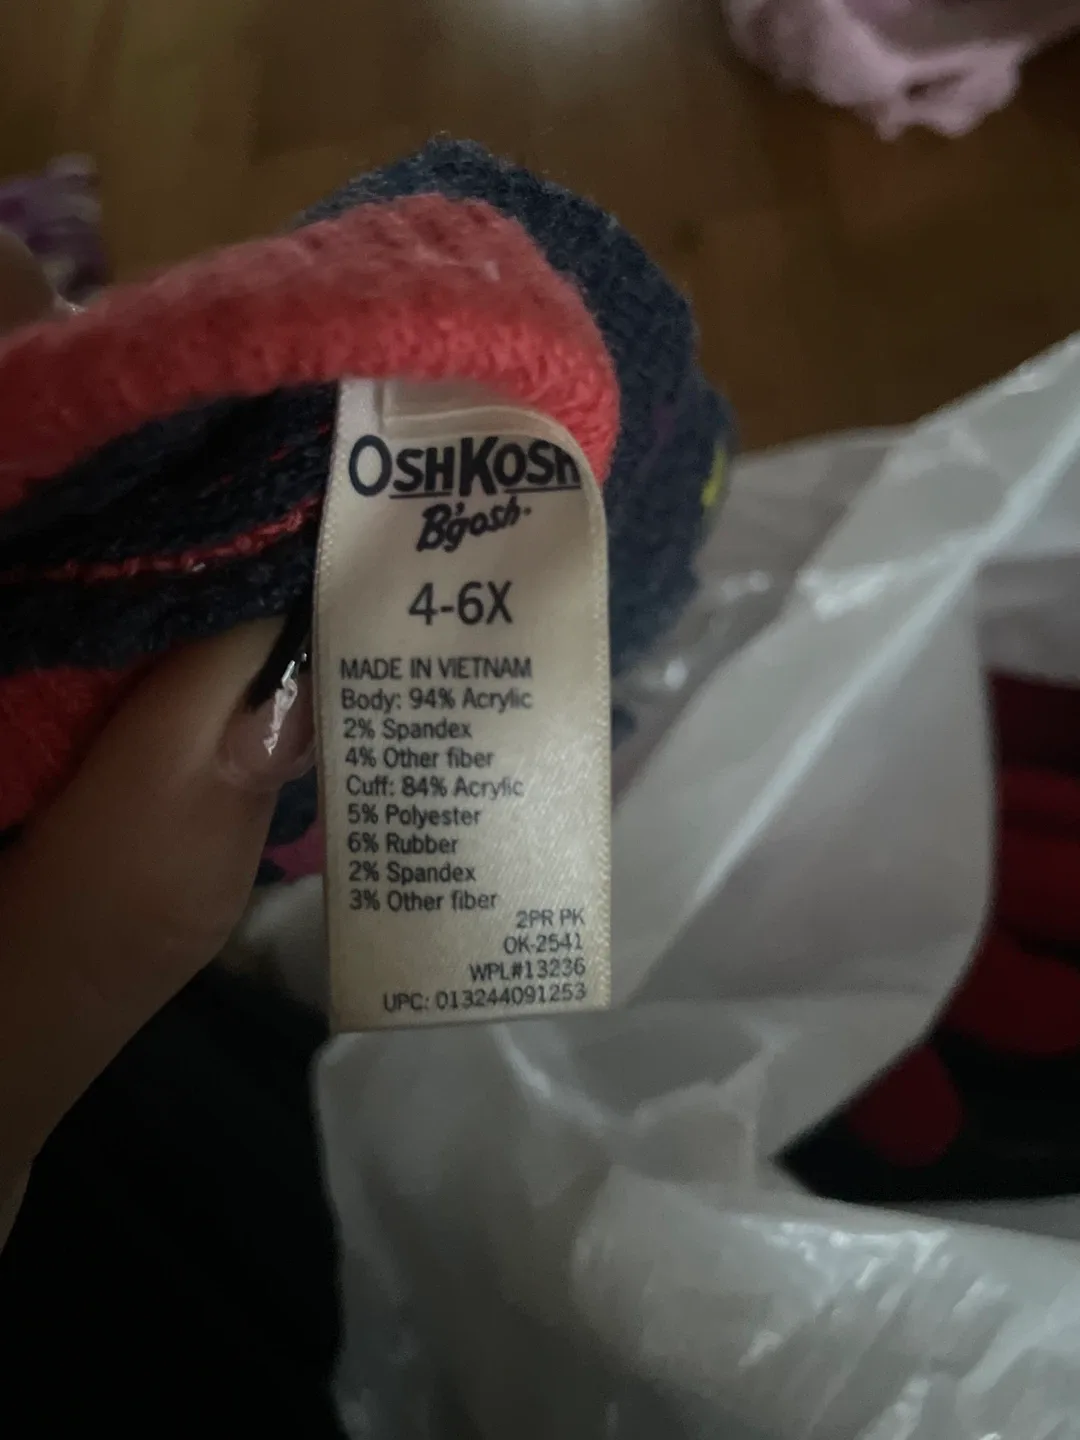 OSHKOSH
B'gosh.
4-6X
MADE IN VIETNAM
Body: 94% Acrylic
2% Spandex
4% Other fiber
Cuff: 84% Acrylic
5% Polyester
6% Rubber
2% Spandex
3% Other fiber
2PR PK
OK-2541
WPL#13236
UPC: 013244091253